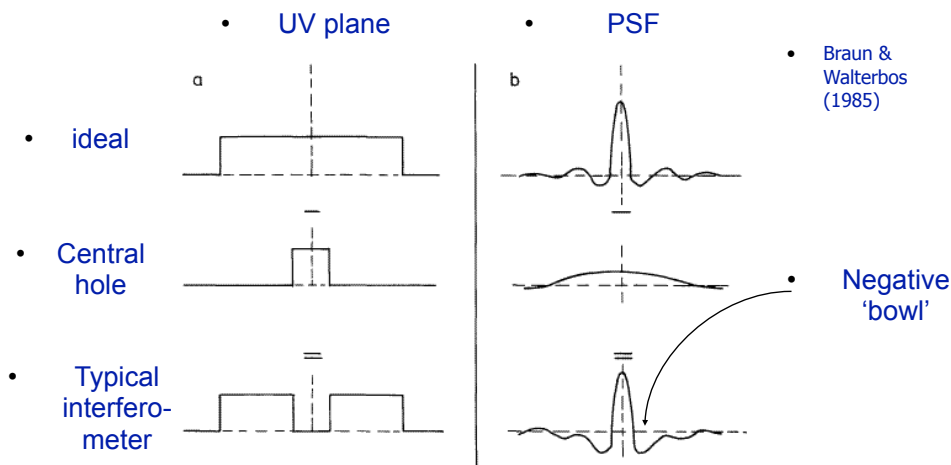 UV plane
PSF
Braun &
Walterbos
(1985)
a
b
ideal
Central
hole
Negative
‘bowl’
Typical
interfero-
meter